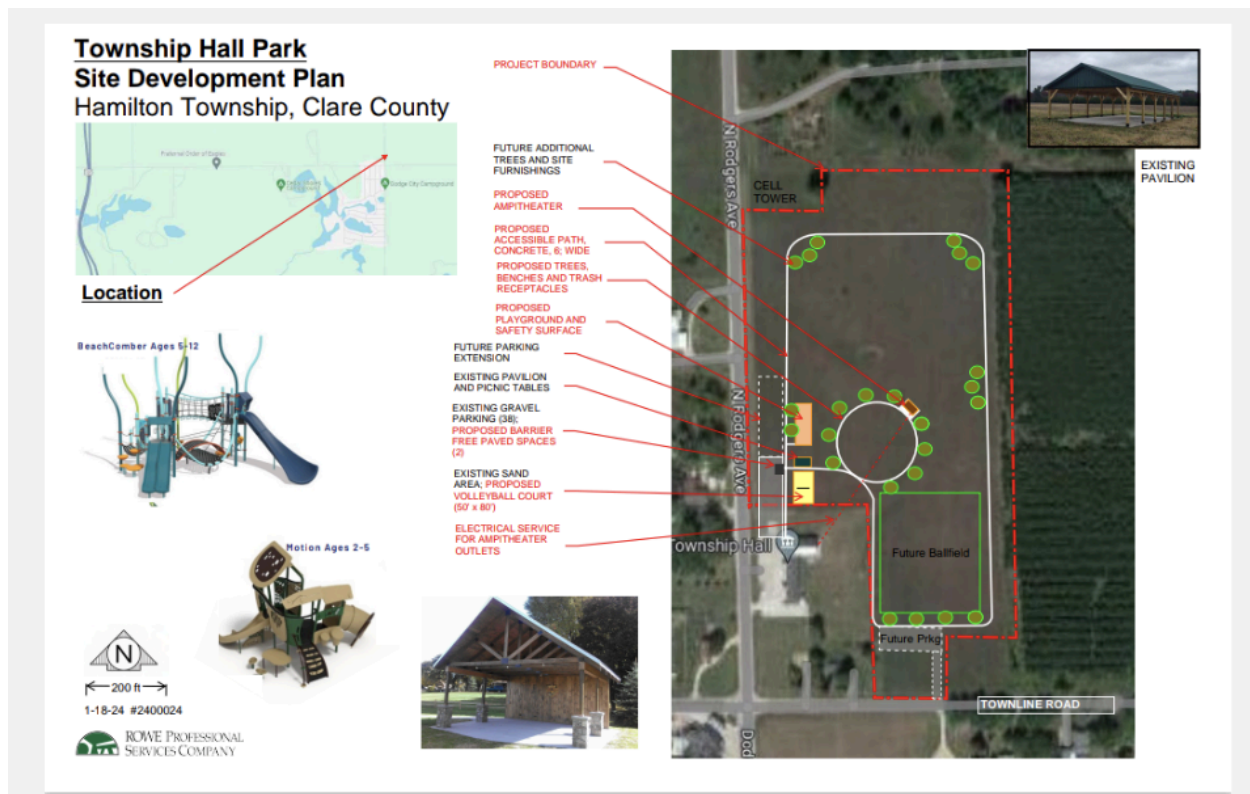 Township Hall Park
Site Development Plan
Hamilton Township, Clare County
Dodge City Campground
Location
BeachComber Ages 5-12
Motion Ages 2-5
N
200 ft
1-18-24 #2400024
ROWE PROFESSIONAL
SERVICES COMPANY
PROJECT BOUNDARY
FUTURE ADDITIONAL
TREES AND SITE
FURNISHINGS
PROPOSED
AMPITHEATER
PROPOSED
ACCESSIBLE PATH,
CONCRETE, 6; WIDE
PROPOSED TREES,
BENCHES AND TRASH
RECEPTACLES
PROPOSED
PLAYGROUND AND
SAFETY SURFACE
FUTURE PARKING
EXTENSION
EXISTING PAVILION
AND PICNIC TABLES
EXISTING GRAVEL
PARKING (38);
PROPOSED BARRIER
FREE PAVED SPACES
(2)
EXISTING SAND
AREA; PROPOSED
VOLLEYBALL COURT
(50' x 80')
ELECTRICAL SERVICE
FOR AMPITHEATER
OUTLETS
EXISTING
PAVILION
CELL
TOWER
N Rodgers Ave
N Rodgers Ave
Township Hall
Future Ballfield
Future Prkg
TOWNLINE ROAD
Dod